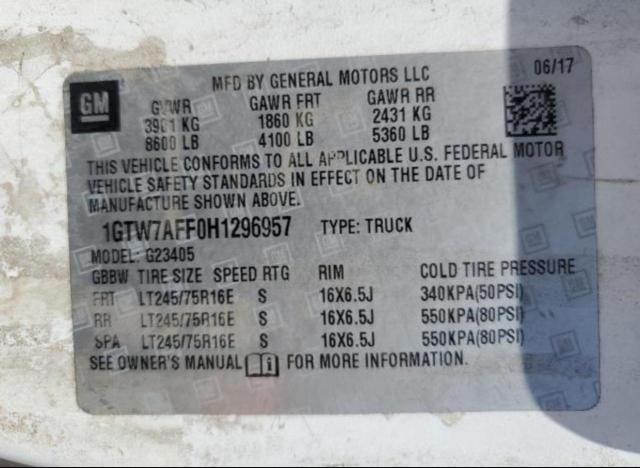 MFD BY GENERAL MOTORS LLC 06/17
GM
GVWR GAWR FRT GAWR RR
3901 KG 1860 KG 2431 KG
8600 LB 4100 LB 5360 LB
THIS VEHICLE CONFORMS TO ALL APPLICABLE U.S. FEDERAL MOTOR
VEHICLE SAFETY STANDARDS IN EFFECT ON THE DATE OF
MANUFACTURE SHOWN ABOVE.
1GTW7AFF0H1296957 TYPE: TRUCK
MODEL: G23405
GBBW TIRE SIZE SPEED RTG RIM COLD TIRE PRESSURE
FRT LT245/75R16E S 16X6.5J 340KPA(50PSI)
RR LT245/75R16E S 16X6.5J 550KPA(80PSI)
SPA LT245/75R16E S 16X6.5J 550KPA(80PSI)
SEE OWNER'S MANUAL FOR MORE INFORMATION.